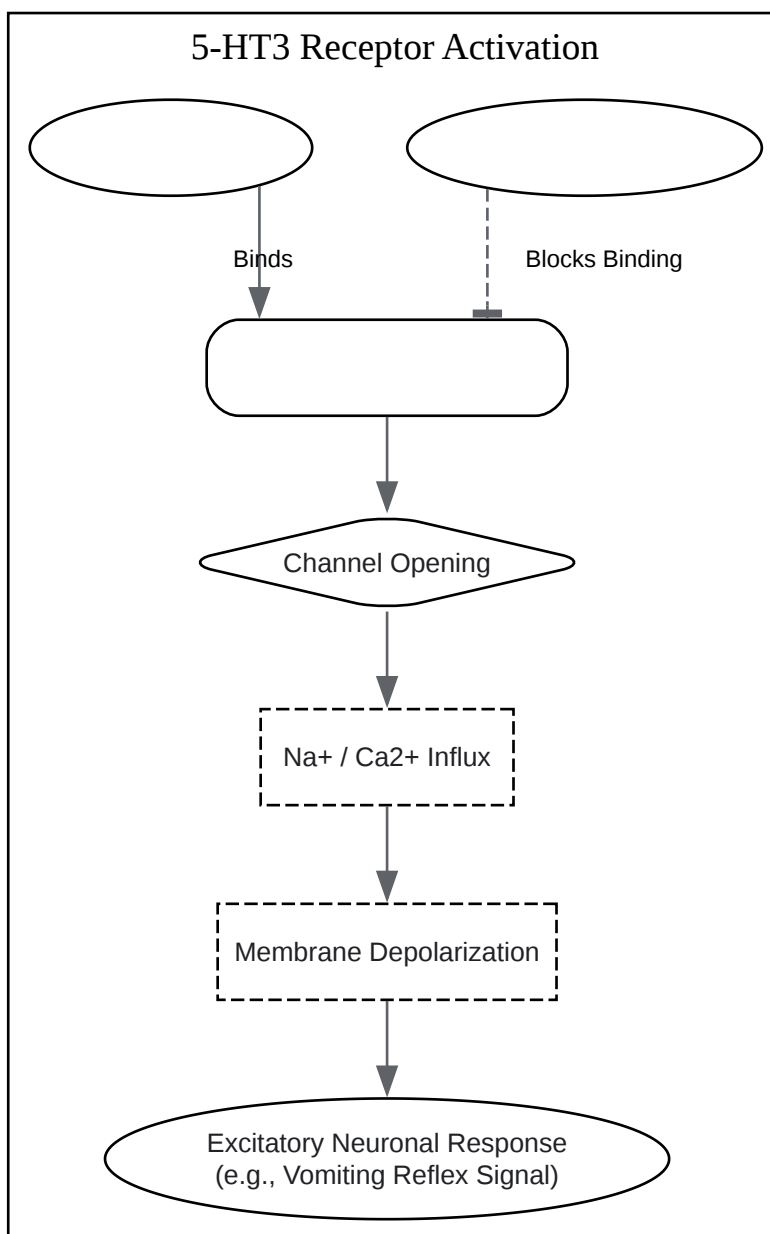 5-HT3 Receptor Activation
Binds
Blocks Binding
Channel Opening
Na+ / Ca2+ Influx
Membrane Depolarization
Excitatory Neuronal Response
(e.g., Vomiting Reflex Signal)